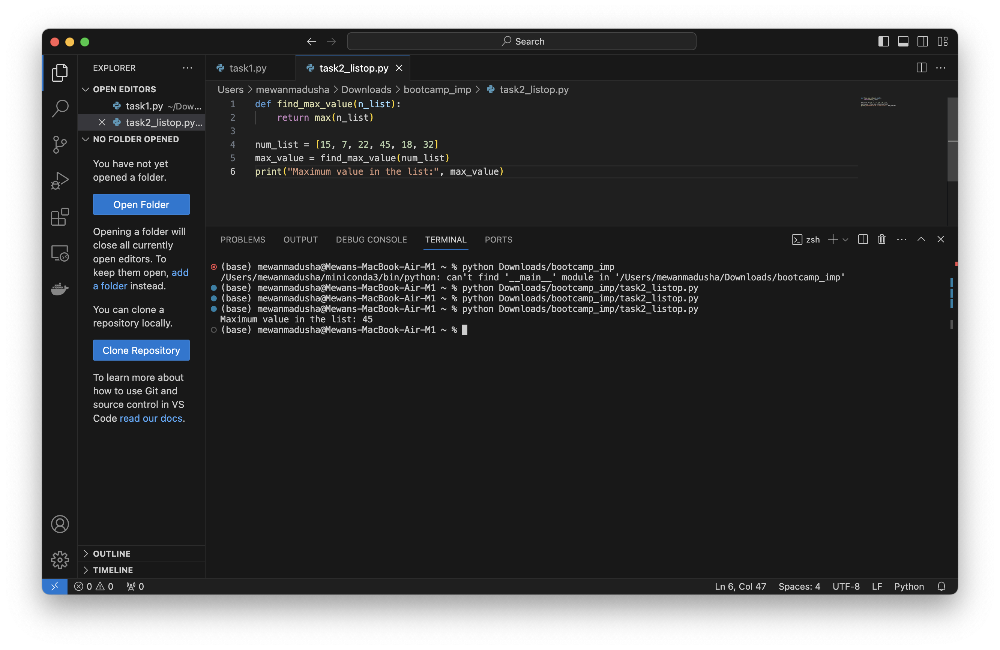 Search
EXPLORER
OPEN EDITORS
task1.py ~/Dow...
task2_listop.py...
NO FOLDER OPENED
You have not yet
opened a folder.
Open Folder
Opening a folder will
close all currently
open editors. To
keep them open, add
a folder instead.
You can clone a
repository locally.
Clone Repository
To learn more about
how to use Git and
source control in VS
Code read our docs.
OUTLINE
TIMELINE
task1.py
task2_listop.py
Users > mewanmadusha > Downloads > bootcamp_imp > task2_listop.py
1 def find_max_value(n_list):
2     return max(n_list)
3
4 num_list = [15, 7, 22, 45, 18, 32]
5 max_value = find_max_value(num_list)
6 print("Maximum value in the list:", max_value)
PROBLEMS OUTPUT DEBUG CONSOLE TERMINAL PORTS
zsh
(base) mewanmadusha@Mewans-MacBook-Air-M1 ~ % python Downloads/bootcamp_imp
/Users/mewanmadusha/miniconda3/bin/python: can't find '__main__' module in '/Users/mewanmadusha/Downloads/bootcamp_imp'
(base) mewanmadusha@Mewans-MacBook-Air-M1 ~ % python Downloads/bootcamp_imp/task2_listop.py
(base) mewanmadusha@Mewans-MacBook-Air-M1 ~ % python Downloads/bootcamp_imp/task2_listop.py
(base) mewanmadusha@Mewans-MacBook-Air-M1 ~ % python Downloads/bootcamp_imp/task2_listop.py
Maximum value in the list: 45
(base) mewanmadusha@Mewans-MacBook-Air-M1 ~ %
0 0 0
Ln 6, Col 47 Spaces: 4 UTF-8 LF Python